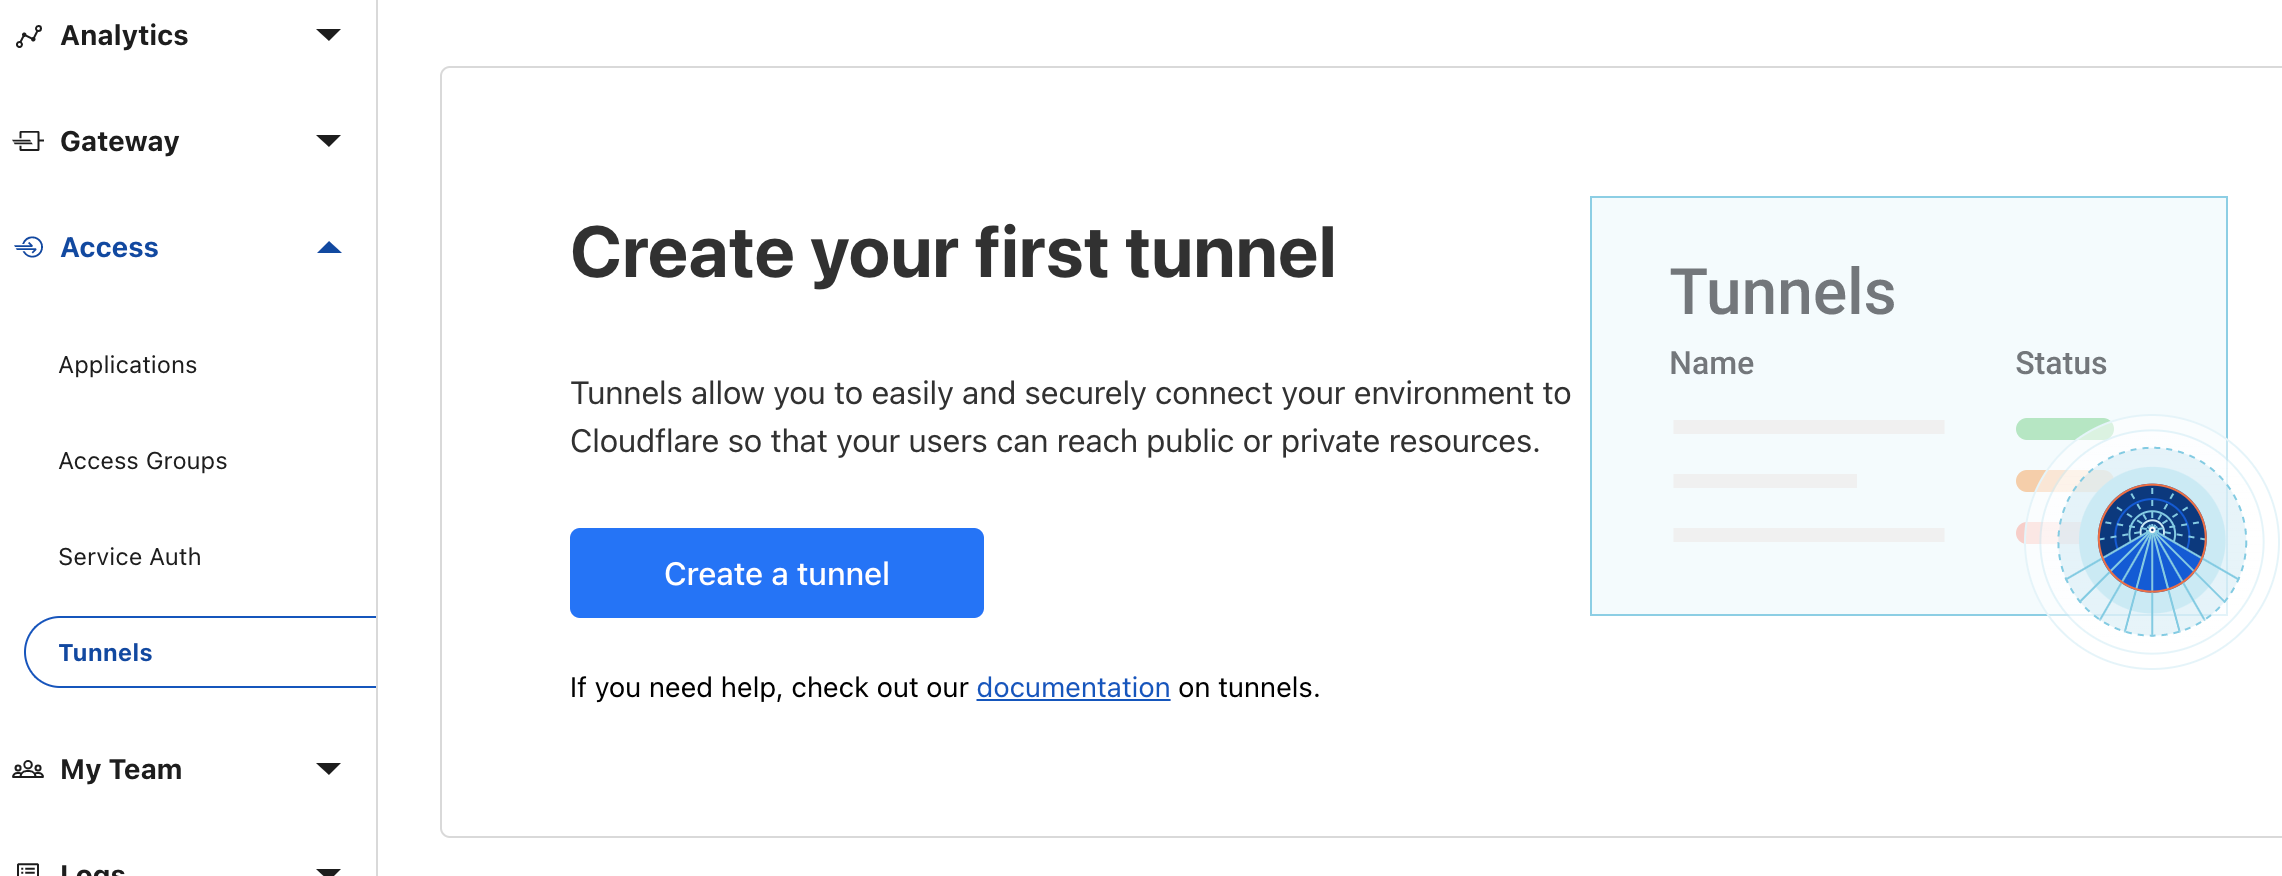 Analytics
Gateway
Access
Applications
Access Groups
Service Auth
Tunnels
My Team
Logs
Create your first tunnel
Tunnels allow you to easily and securely connect your environment to
Cloudflare so that your users can reach public or private resources.
Create a tunnel
If you need help, check out our documentation on tunnels.
Tunnels
Name Status